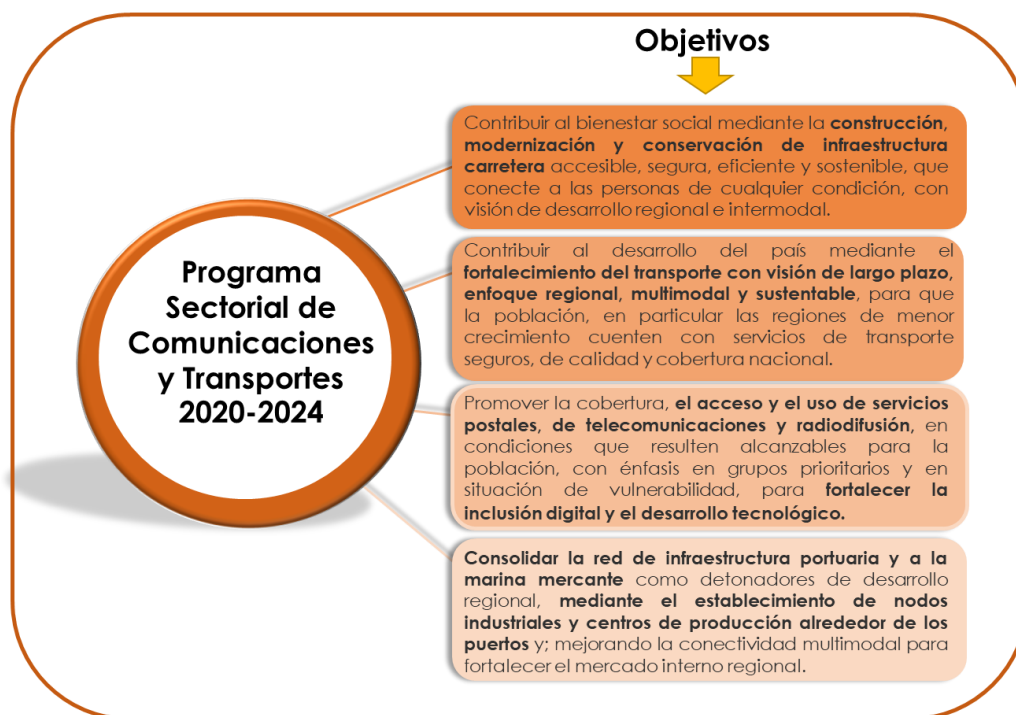 Objetivos
Programa
Sectorial de
Comunicaciones
y Transportes
2020-2024
Contribuir al bienestar social mediante la construcción,
modernización y conservación de infraestructura
carretera accesible, segura, eficiente y sostenible, que
conecte a las personas de cualquier condición, con
visión de desarrollo regional e intermodal.
Contribuir al desarrollo del país mediante el
fortalecimiento del transporte con visión de largo plazo,
enfoque regional, multimodal y sustentable, para que
la población, en particular las regiones de menor
crecimiento cuenten con servicios de transporte
seguros, de calidad y cobertura nacional.
Promover la cobertura, el acceso y el uso de servicios
postales, de telecomunicaciones y radiodifusión, en
condiciones que resulten alcanzables para la
población, con énfasis en grupos prioritarios y en
situación de vulnerabilidad, para fortalecer la
inclusión digital y el desarrollo tecnológico.
Consolidar la red de infraestructura portuaria y a la
marina mercante como detonadores de desarrollo
regional, mediante el establecimiento de nodos
industriales y centros de producción alrededor de los
puertos y; mejorando la conectividad multimodal para
fortalecer el mercado interno regional.